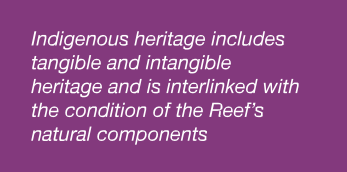 Indigenous heritage includes
tangible and intangible
heritage and is interlinked with
the condition of the Reef's
natural components